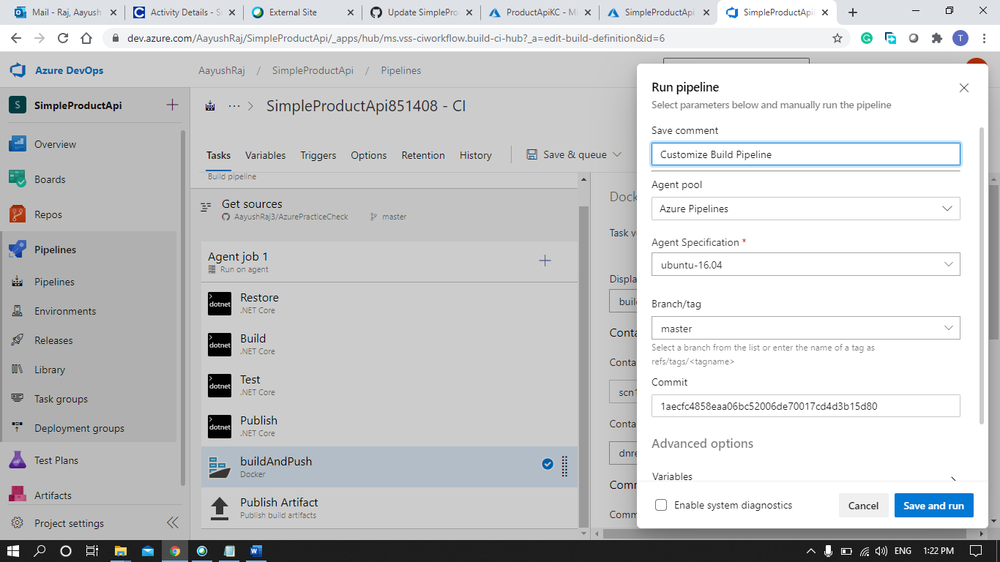 Mail - Raj, Aayush
Activity Details - S
External Site
Update SimplePro
ProductApiKC - Mi
SimpleProductApi
SimpleProductApi
dev.azure.com/AayushRaj/SimpleProductApi/_apps/hub/ms.vss-ciworkflow.build-ci-hub?_a=edit-build-definition&id=6
T
Azure DevOps
AayushRaj / SimpleProductApi / Pipelines
S SimpleProductApi
Overview
Boards
Repos
Pipelines
Pipelines
Environments
Releases
Library
Task groups
Deployment groups
Test Plans
Artifacts
Project settings
SimpleProductApi851408 - CI
Tasks Variables Triggers Options Retention History Save & queue
Build pipeline
Get sources
AayushRaj3/AzurePracticeCheck master
Agent job 1
Run on agent
dotnet
Restore
.NET Core
dotnet
Build
.NET Core
dotnet
Test
.NET Core
dotnet
Publish
.NET Core
buildAndPush
Docker
Publish Artifact
Publish build artifacts
Dock
Task v
Displa
buil
Conta
Conta
scn1
Conta
dnre
Comm
Comm
Run pipeline
Select parameters below and manually run the pipeline
Save comment
Customize Build Pipeline
Agent pool
Azure Pipelines
Agent Specification *
ubuntu-16.04
Branch/tag
master
Select a branch from the list or enter the name of a tag as
refs/tags/<tagname>
Commit
1aecfc4858eaa06bc52006de70017cd4d3b15d80
Advanced options
Variables
Enable system diagnostics
Cancel
Save and run
ENG
1:22 PM